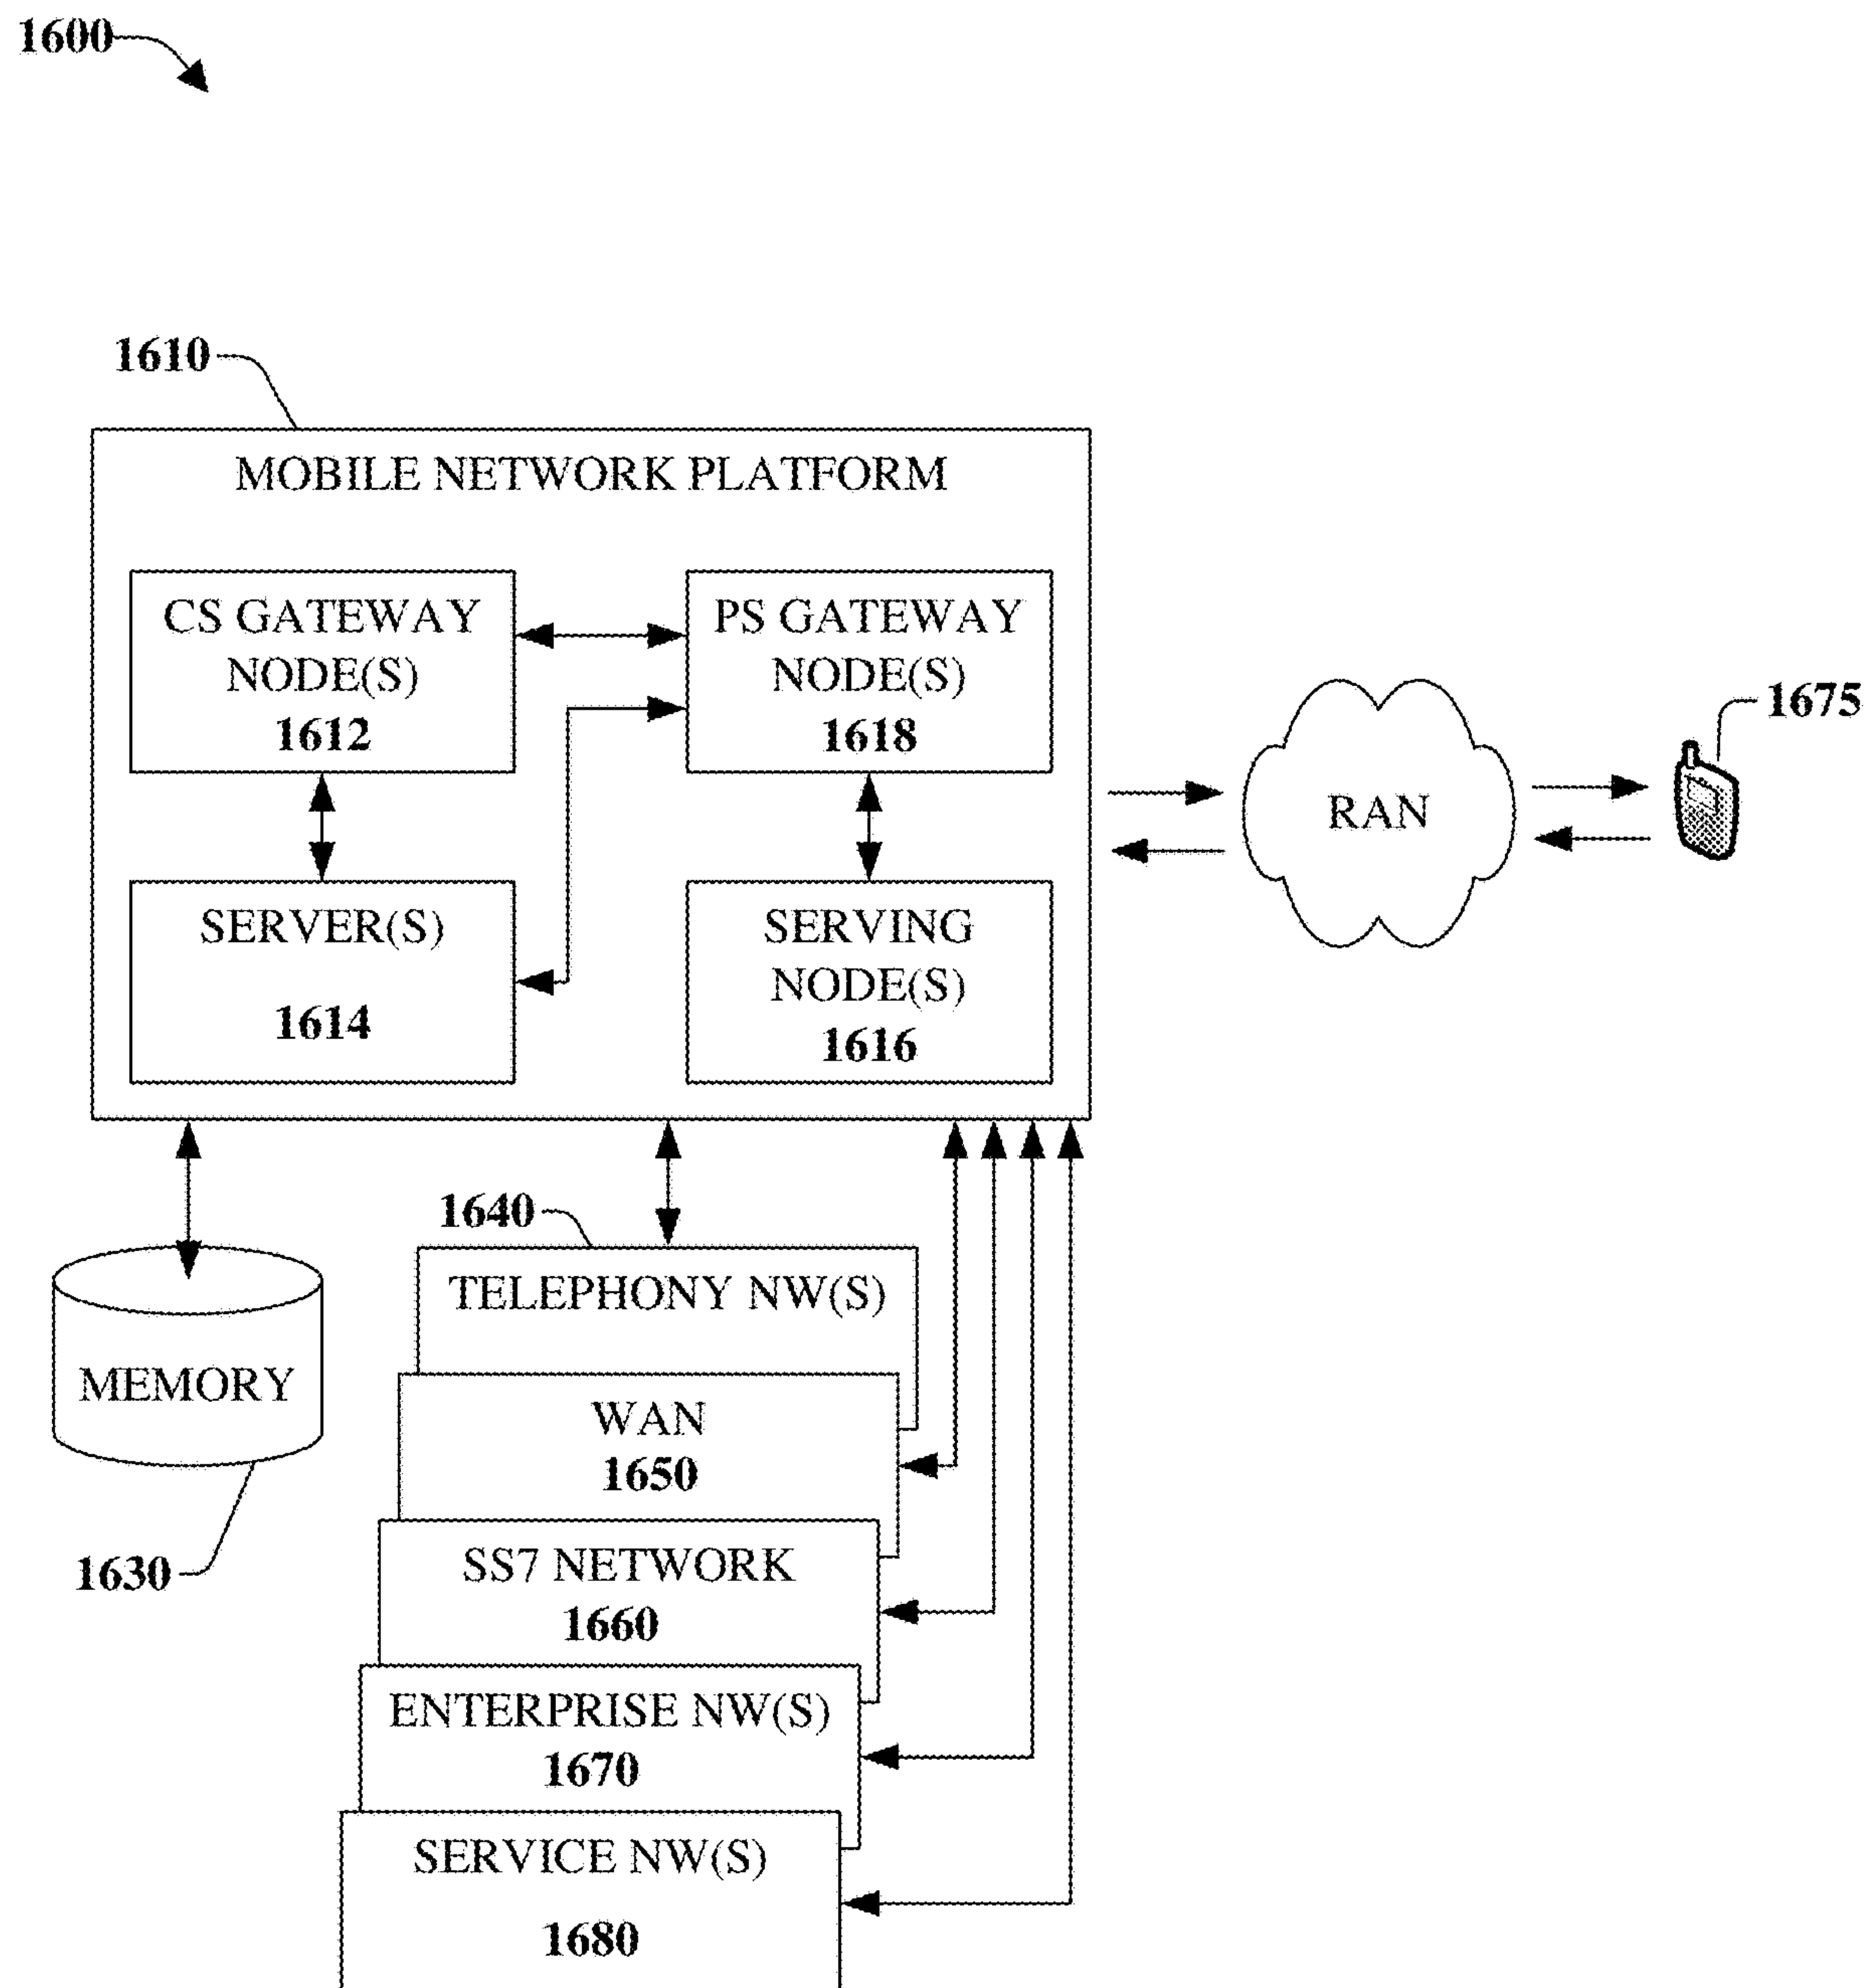 1600
1610
MOBILE NETWORK PLATFORM
CS GATEWAY
NODE(S)
1612
PS GATEWAY
NODE(S)
1618
SERVER(S)
1614
SERVING
NODE(S)
1616
RAN
1675
1640
TELEPHONY NW(S)
MEMORY
1630
WAN
1650
SS7 NETWORK
1660
ENTERPRISE NW(S)
1670
SERVICE NW(S)
1680